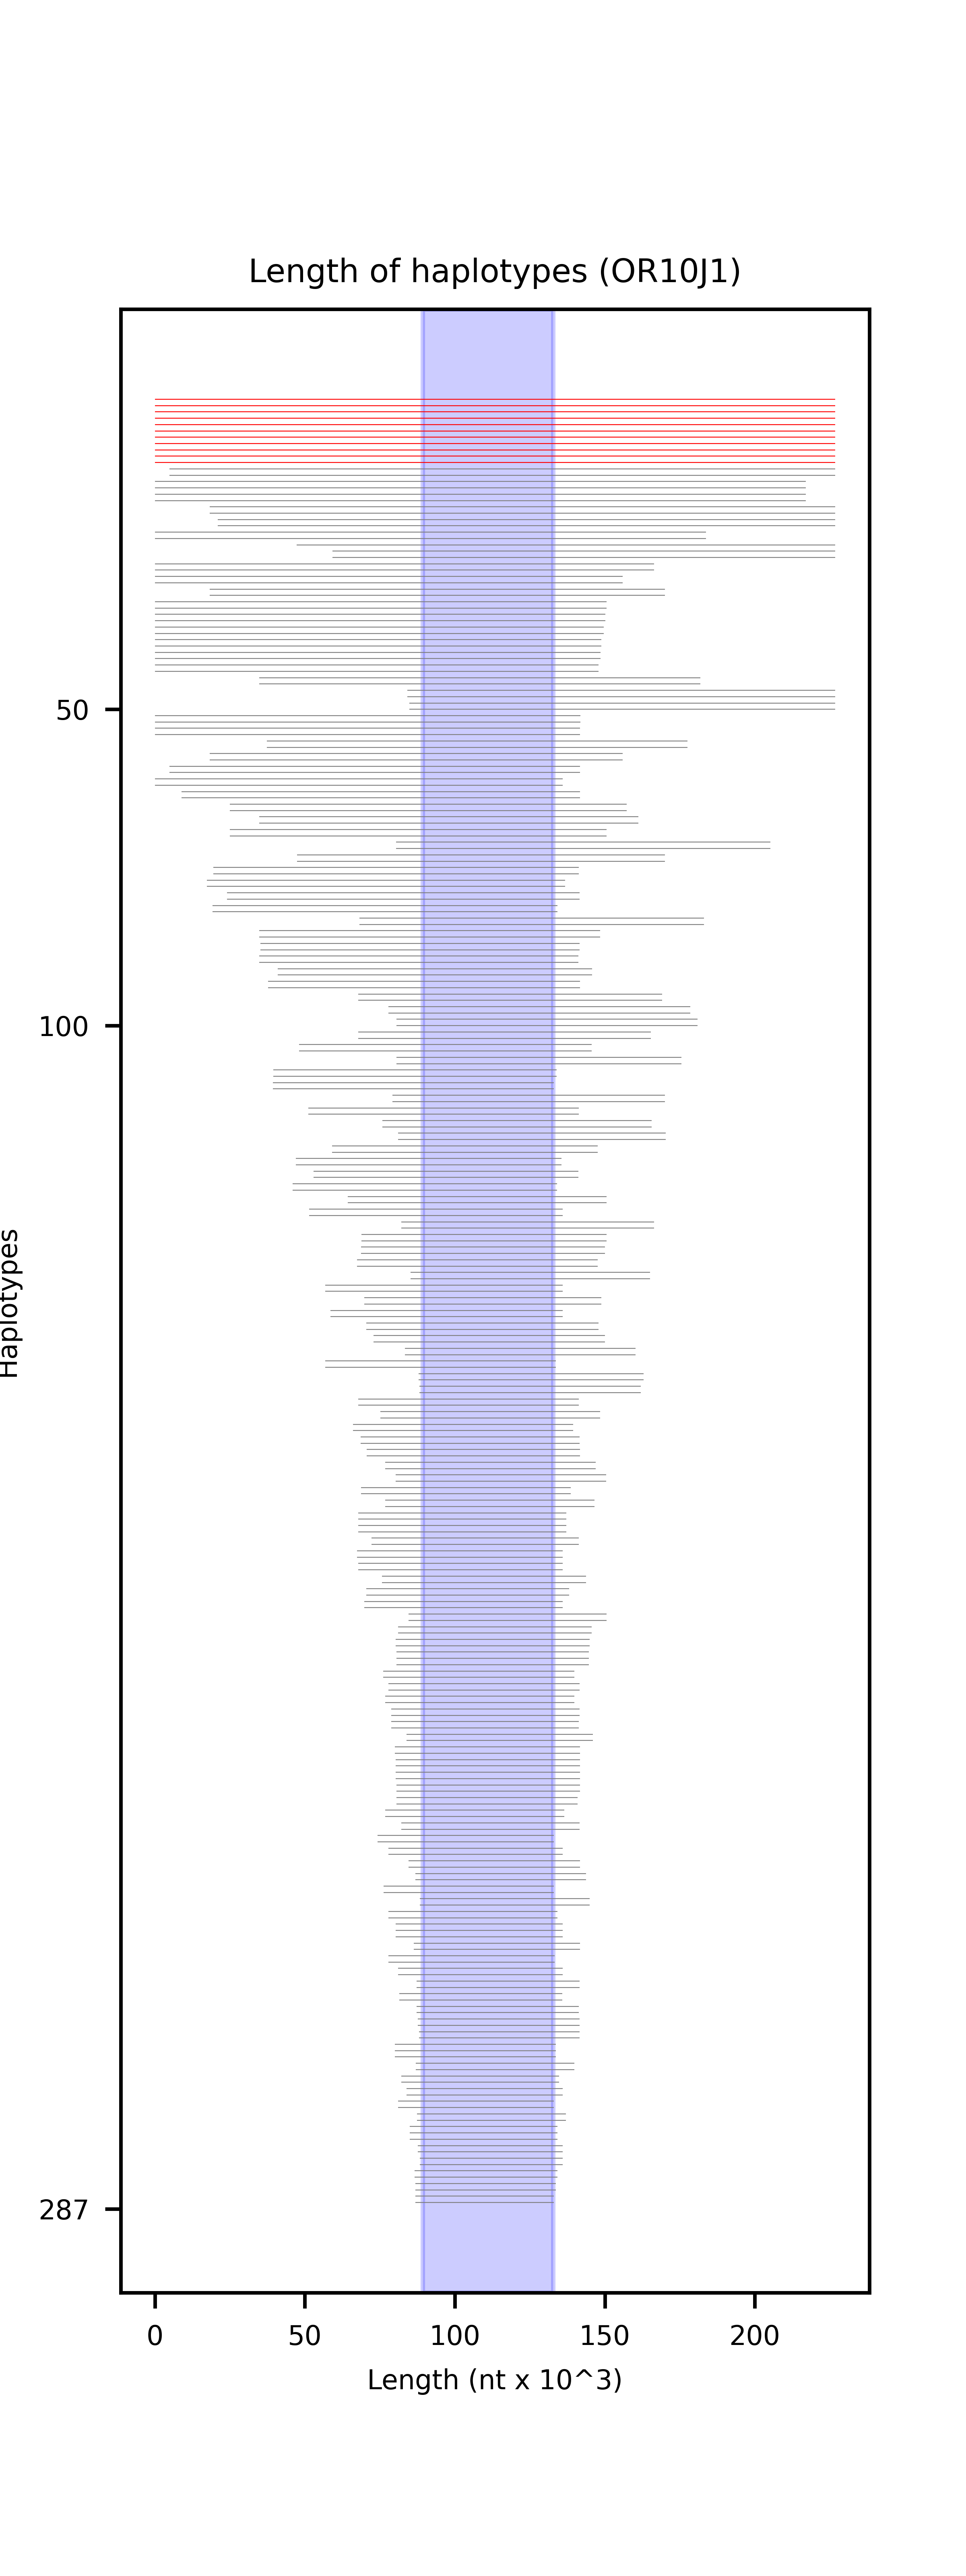 Length of haplotypes (OR10J1)
50
100
Haplotypes
287
0 50 100 150 200
Length (nt x 10^3)